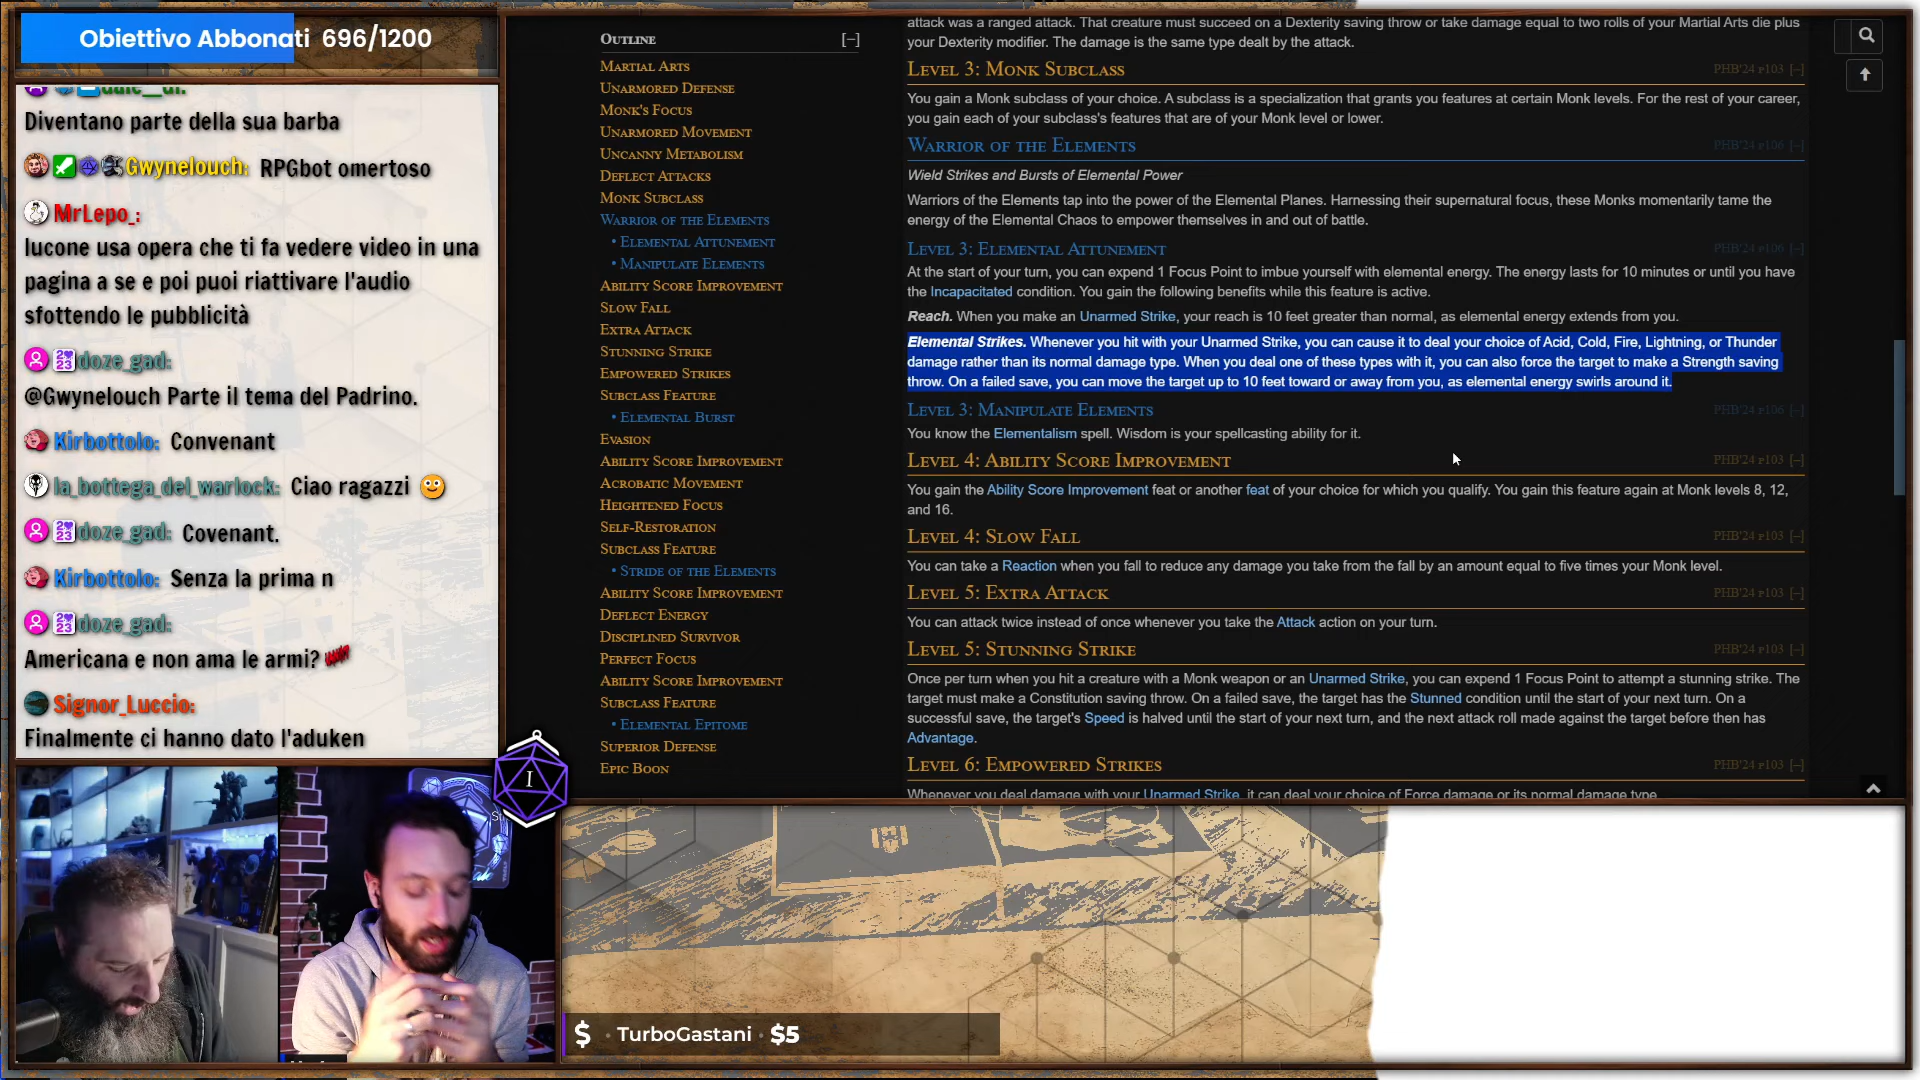 Obiettivo Abbonati 696/1200
Diventano parte della sua barba
Gwynelouch: RPGbot omertoso
MrLepo_:
lucone usa opera che ti fa vedere video in una
pagina a se e poi puoi riattivare l'audio
sfottendo le pubblicità
doze_gad:
@Gwynelouch Parte il tema del Padrino.
Kirbottolo: Convenant
la_bottega_del_warlock: Ciao ragazzi
doze_gad: Covenant.
Kirbottolo: Senza la prima n
doze_gad:
Americana e non ama le armi?
Signor_Luccio:
Finalmente ci hanno dato l'aduken
Outline [–]
Martial Arts
Unarmored Defense
Monk's Focus
Unarmored Movement
Uncanny Metabolism
Deflect Attacks
Monk Subclass
Warrior of the Elements
• Elemental Attunement
• Manipulate Elements
Ability Score Improvement
Slow Fall
Extra Attack
Stunning Strike
Empowered Strikes
Subclass Feature
• Elemental Burst
Evasion
Ability Score Improvement
Acrobatic Movement
Heightened Focus
Self-Restoration
Subclass Feature
• Stride of the Elements
Ability Score Improvement
Deflect Energy
Disciplined Survivor
Perfect Focus
Ability Score Improvement
Subclass Feature
• Elemental Epitome
Superior Defense
Epic Boon
attack was a ranged attack. That creature must succeed on a Dexterity saving throw or take damage equal to two rolls of your Martial Arts die plus
your Dexterity modifier. The damage is the same type dealt by the attack.
Level 3: Monk Subclass PHB'24 p103 [–]
You gain a Monk subclass of your choice. A subclass is a specialization that grants you features at certain Monk levels. For the rest of your career,
you gain each of your subclass's features that are of your Monk level or lower.
Warrior of the Elements PHB'24 p106 [–]
Wield Strikes and Bursts of Elemental Power
Warriors of the Elements tap into the power of the Elemental Planes. Harnessing their supernatural focus, these Monks momentarily tame the
energy of the Elemental Chaos to empower themselves in and out of battle.
Level 3: Elemental Attunement PHB'24 p106 [–]
At the start of your turn, you can expend 1 Focus Point to imbue yourself with elemental energy. The energy lasts for 10 minutes or until you have
the Incapacitated condition. You gain the following benefits while this feature is active.
Reach. When you make an Unarmed Strike, your reach is 10 feet greater than normal, as elemental energy extends from you.
Elemental Strikes. Whenever you hit with your Unarmed Strike, you can cause it to deal your choice of Acid, Cold, Fire, Lightning, or Thunder
damage rather than its normal damage type. When you deal one of these types with it, you can also force the target to make a Strength saving
throw. On a failed save, you can move the target up to 10 feet toward or away from you, as elemental energy swirls around it.
Level 3: Manipulate Elements PHB'24 p106 [–]
You know the Elementalism spell. Wisdom is your spellcasting ability for it.
Level 4: Ability Score Improvement PHB'24 p103 [–]
You gain the Ability Score Improvement feat or another feat of your choice for which you qualify. You gain this feature again at Monk levels 8, 12,
and 16.
Level 4: Slow Fall PHB'24 p103 [–]
You can take a Reaction when you fall to reduce any damage you take from the fall by an amount equal to five times your Monk level.
Level 5: Extra Attack PHB'24 p103 [–]
You can attack twice instead of once whenever you take the Attack action on your turn.
Level 5: Stunning Strike PHB'24 p103 [–]
Once per turn when you hit a creature with a Monk weapon or an Unarmed Strike, you can expend 1 Focus Point to attempt a stunning strike. The
target must make a Constitution saving throw. On a failed save, the target has the Stunned condition until the start of your next turn. On a
successful save, the target's Speed is halved until the start of your next turn, and the next attack roll made against the target before then has
Advantage.
Level 6: Empowered Strikes PHB'24 p103 [–]
Whenever you deal damage with your Unarmed Strike, it can deal your choice of Force damage or its normal damage type.
I
$ · TurboGastani · $5